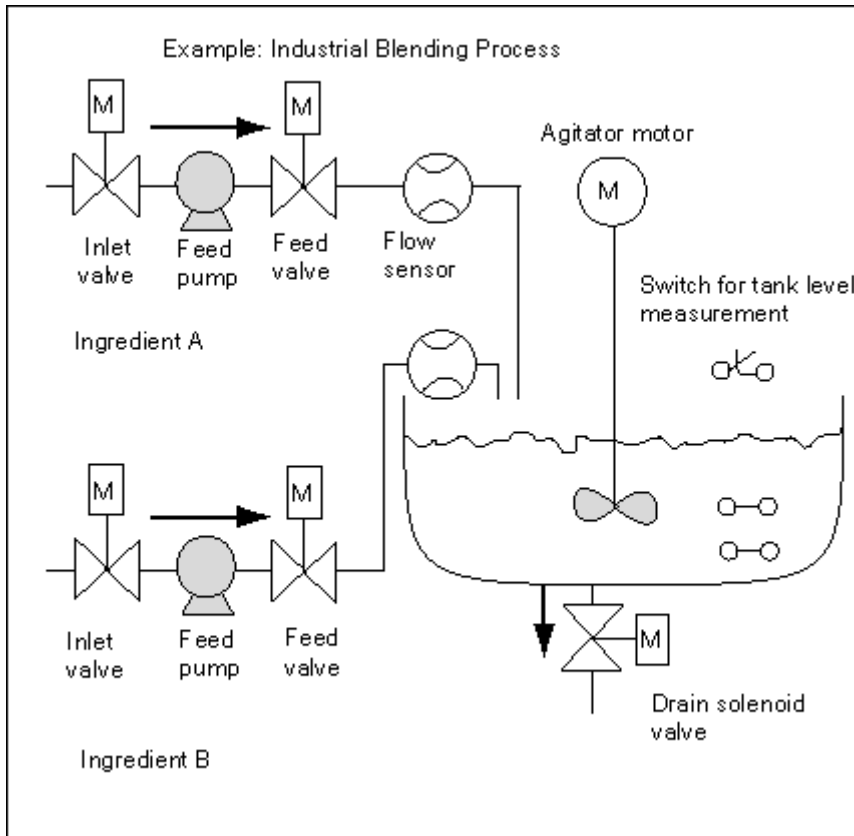 Example: Industrial Blending Process
M
M
Agitator motor
M
Inlet
valve
Feed
pump
Feed
valve
Flow
sensor
Switch for tank level
measurement
Ingredient A
M
M
Inlet
valve
Feed
pump
Feed
valve
M
Drain solenoid
valve
Ingredient B